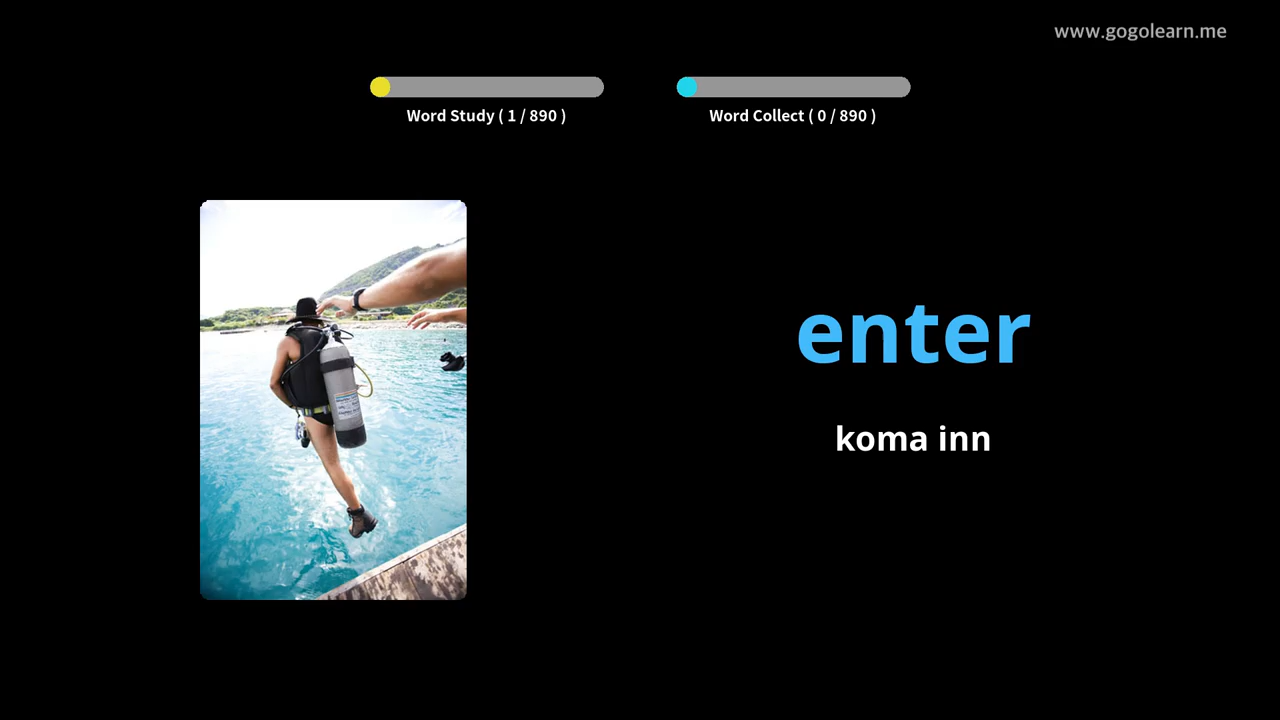 www.gogolearn.me
Word Study ( 1 / 890 )
Word Collect ( 0 / 890 )
enter
koma inn